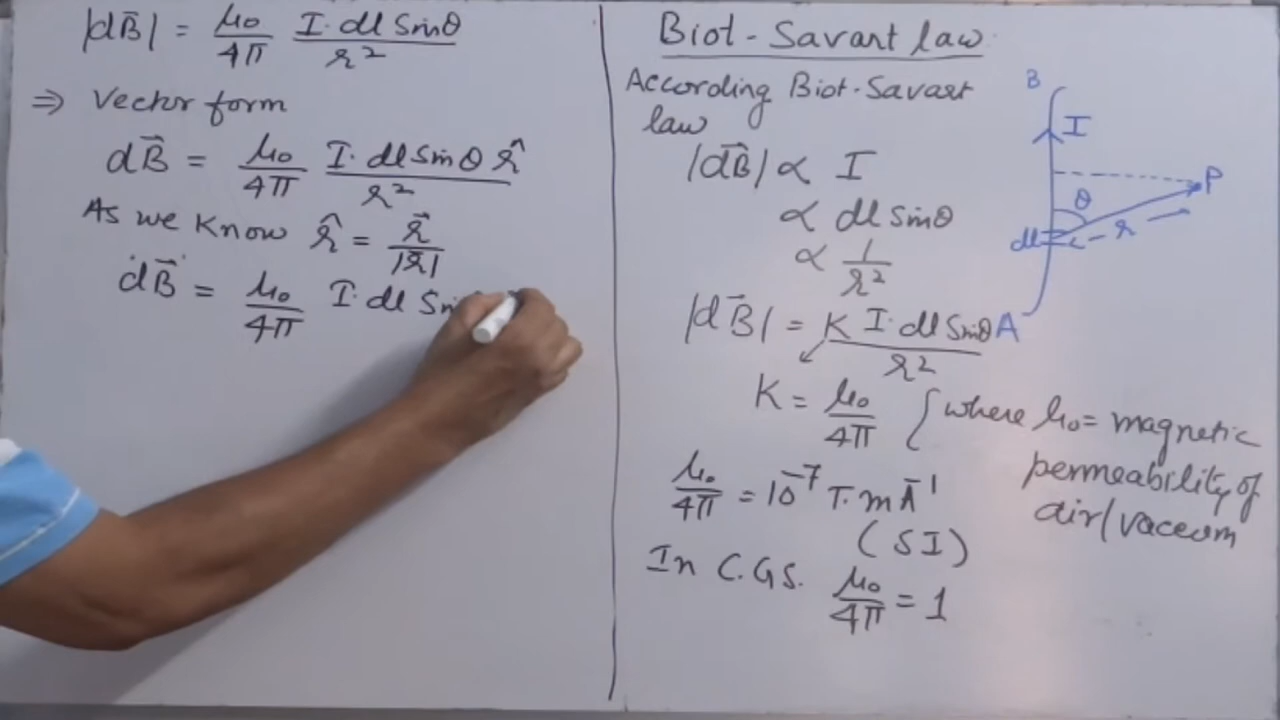 |dB⃗| = μ₀/4π I·dl Sinθ/r²
⇒ Vector form
dB⃗ = μ₀/4π I·dl Sinθ r̂/r²
As we know r̂ = r⃗/|r|
dB⃗ = μ₀/4π I·dl Sin
Biot-Savart law
According Biot-Savart
law
|dB⃗| ∝ I
∝ dl sinθ
∝ 1/r²
|dB⃗| = K I·dl Sinθ/r²
K = μ₀/4π { where μ₀ = magnetic
permeability of
air/vaceum
μ₀/4π = 10⁻⁷ T·m A⁻¹
(SI)
In C.G.S. μ₀/4π = 1
B
I
P
θ
r
dl
A